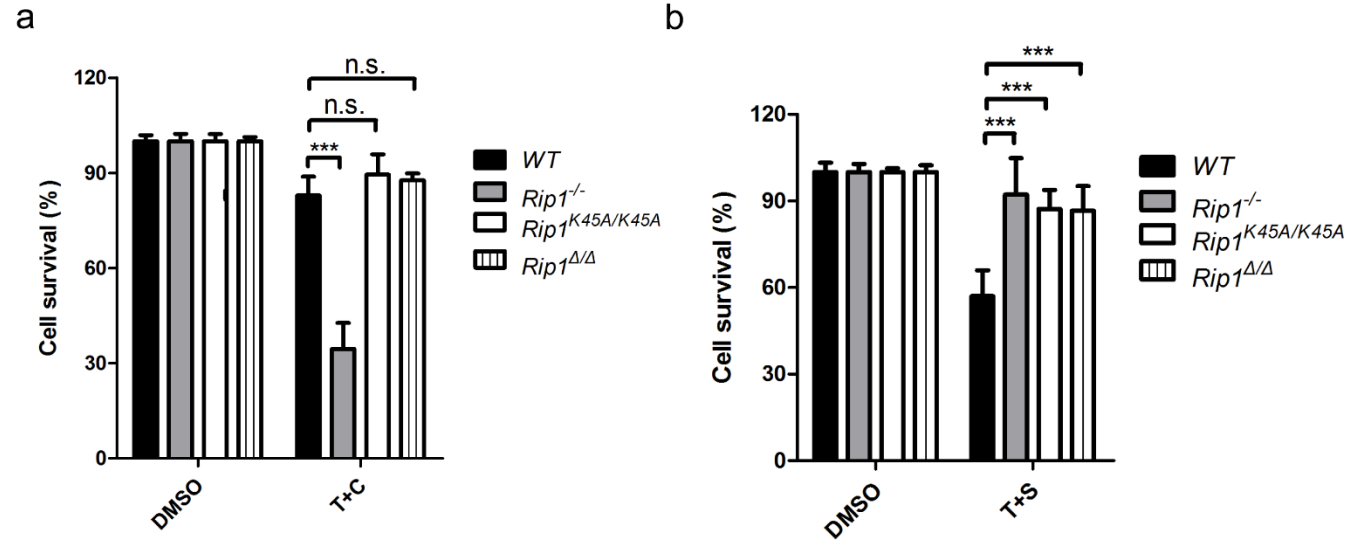 a
n.s.
n.s.
***
120
90
60
30
0
Cell survival (%)
DMSO
T+C
WT
Rip1-/-
Rip1K45A/K45A
Rip1Δ/Δ
b
***
***
***
120
90
60
30
0
Cell survival (%)
DMSO
T+S
WT
Rip1-/-
Rip1K45A/K45A
Rip1Δ/Δ